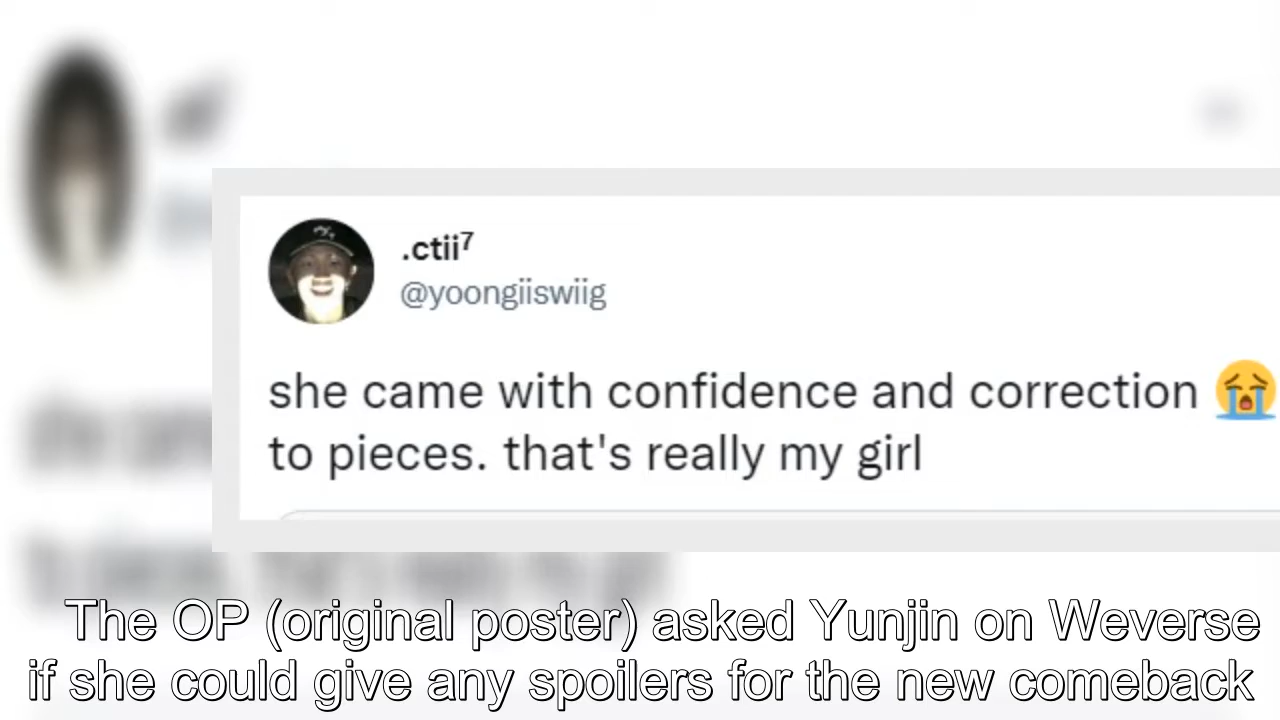 .ctii⁷
@yoongiiswiig
she came with confidence and correction 😭
to pieces. that's really my girl
The OP (original poster) asked Yunjin on Weverse
if she could give any spoilers for the new comeback